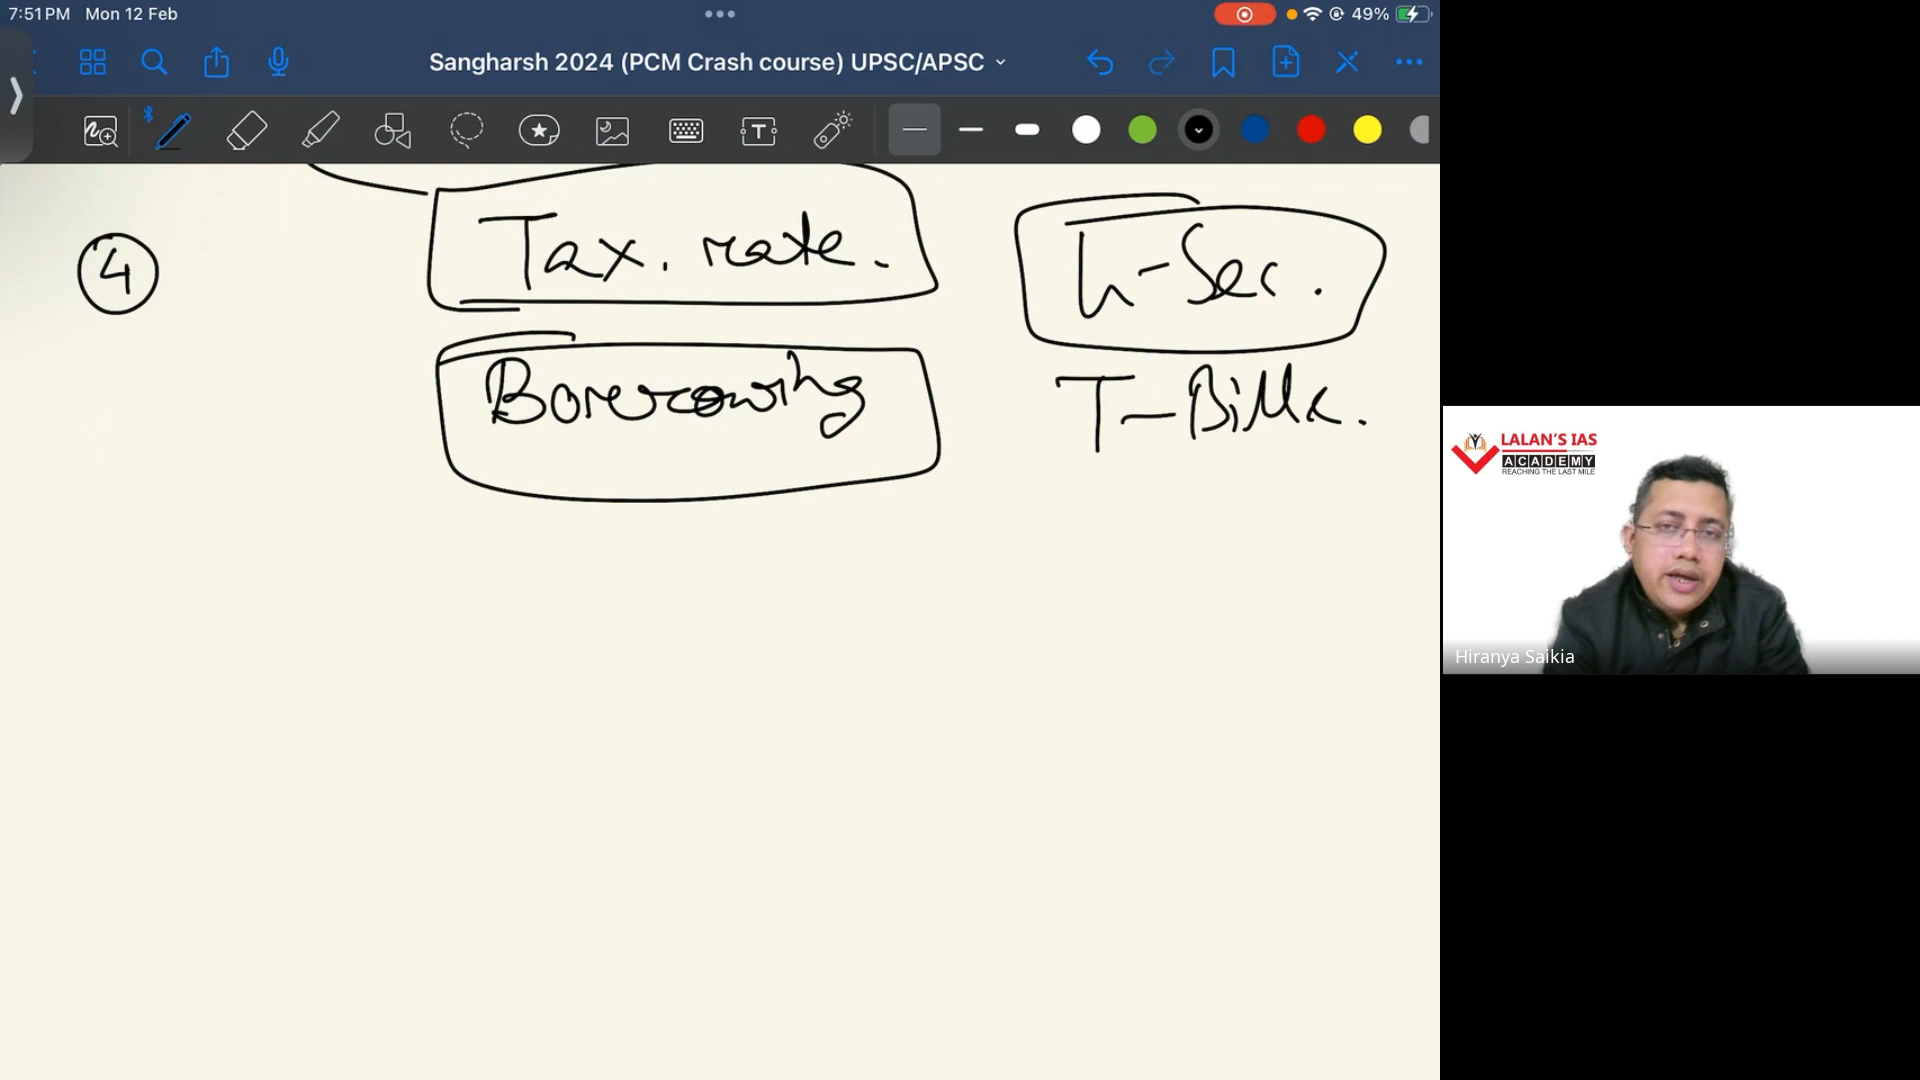 7:51 PM Mon 12 Feb
49%
Sangharsh 2024 (PCM Crash course) UPSC/APSC
T
4
Tax. rate.
G-Sec.
Borrowing
T-Bills.
LALAN'S IAS
ACADEMY
REACHING THE LAST MILE
Hiranya Saikia